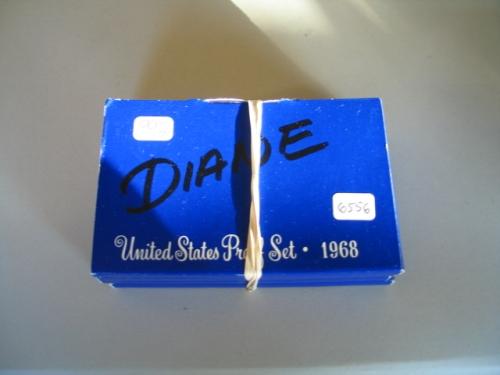 DIANE
6556
United States Proof Set · 1968